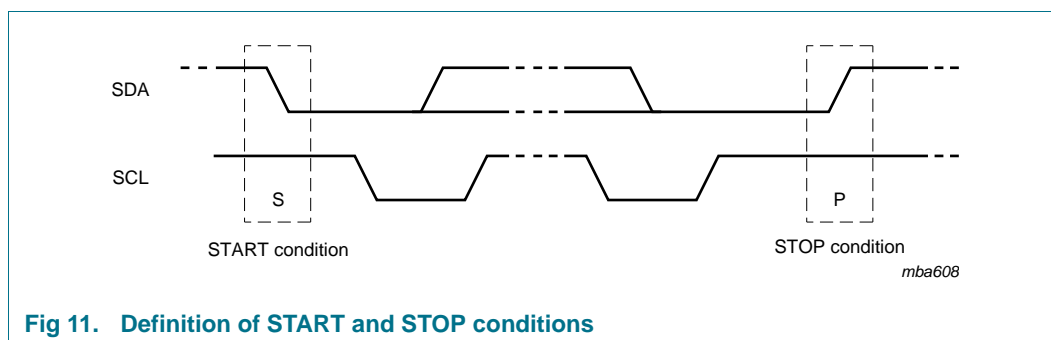 SDA
SCL
S
P
START condition
STOP condition
mba608
Fig 11. Definition of START and STOP conditions